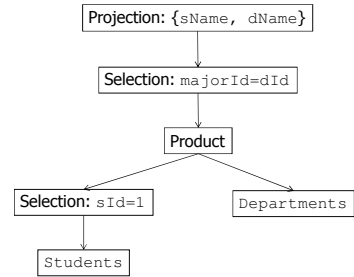 Projection: {sName, dName}
Selection: majorId=dId
Product
Selection: sId=1
Departments
Students